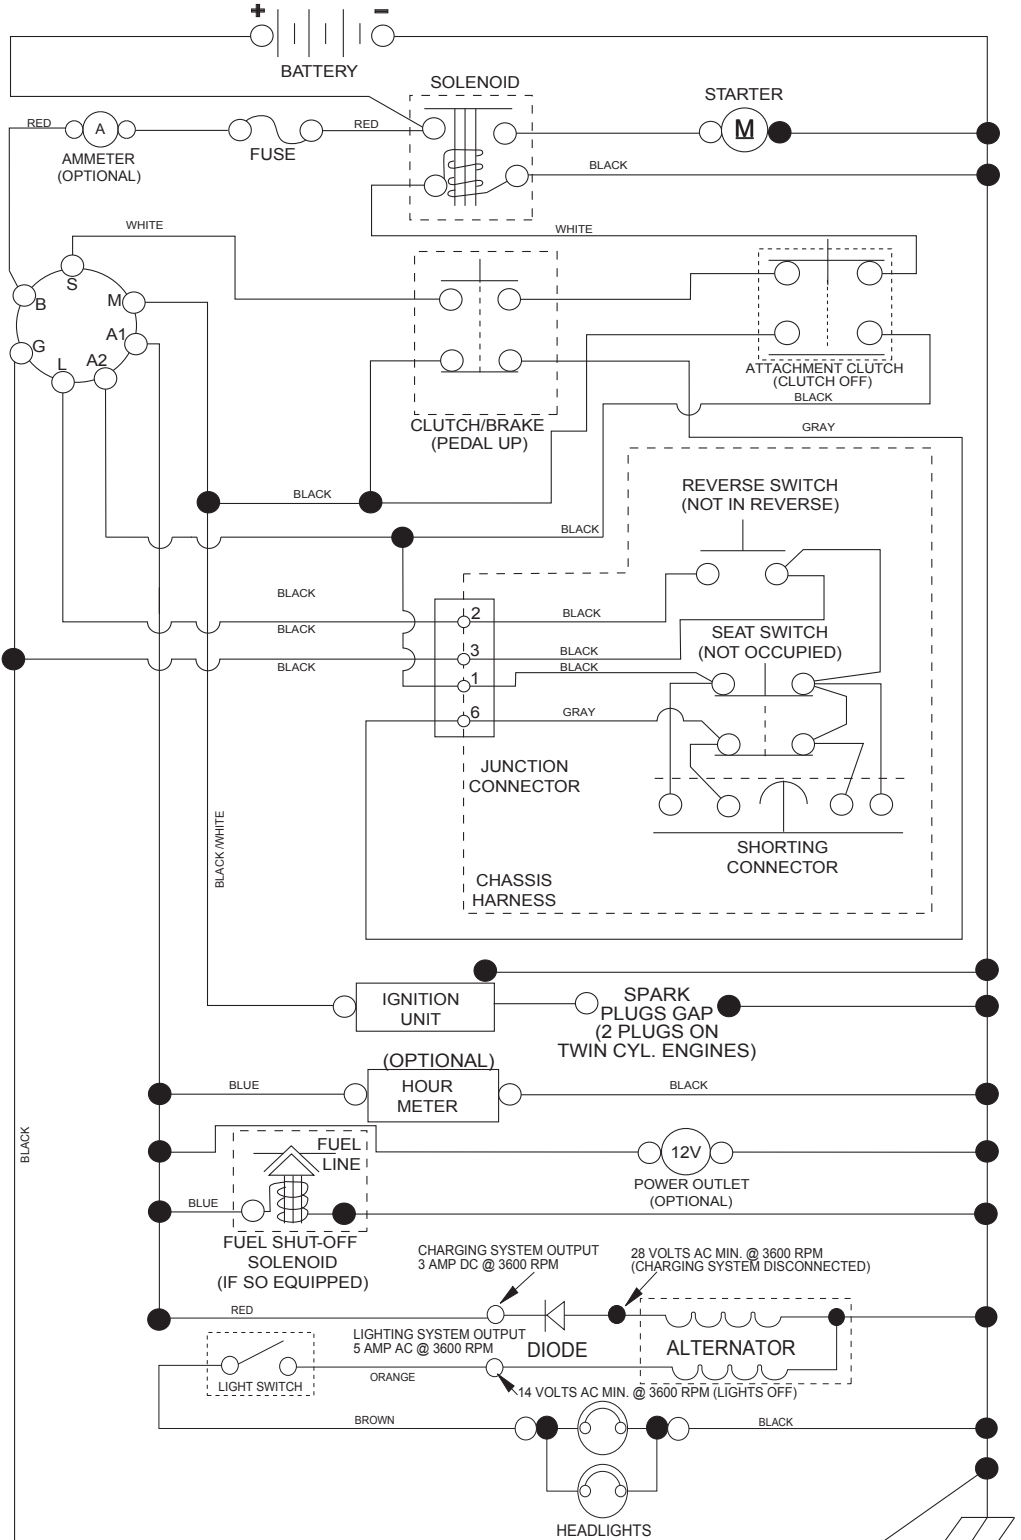 + −
BATTERY
SOLENOID
STARTER
RED
A
RED
M
FUSE
AMMETER
(OPTIONAL)
BLACK
WHITE
WHITE
S
B
M
A1
G
A2
L
ATTACHMENT CLUTCH
(CLUTCH OFF)
BLACK
CLUTCH/BRAKE
(PEDAL UP)
GRAY
REVERSE SWITCH
(NOT IN REVERSE)
BLACK
BLACK
BLACK
2
BLACK
BLACK
SEAT SWITCH
(NOT OCCUPIED)
3
BLACK
BLACK
BLACK
1
6
GRAY
JUNCTION
CONNECTOR
BLACK/WHITE
SHORTING
CONNECTOR
CHASSIS
HARNESS
IGNITION
UNIT
SPARK
PLUGS GAP
(2 PLUGS ON
TWIN CYL. ENGINES)
(OPTIONAL)
BLUE
HOUR
METER
BLACK
BLACK
FUEL
LINE
12V
POWER OUTLET
(OPTIONAL)
BLUE
FUEL SHUT-OFF
SOLENOID
(IF SO EQUIPPED)
CHARGING SYSTEM OUTPUT
3 AMP DC @ 3600 RPM
28 VOLTS AC MIN. @ 3600 RPM
(CHARGING SYSTEM DISCONNECTED)
RED
LIGHTING SYSTEM OUTPUT
5 AMP AC @ 3600 RPM
DIODE
ALTERNATOR
LIGHT SWITCH
ORANGE
14 VOLTS AC MIN. @ 3600 RPM (LIGHTS OFF)
BROWN
BLACK
HEADLIGHTS